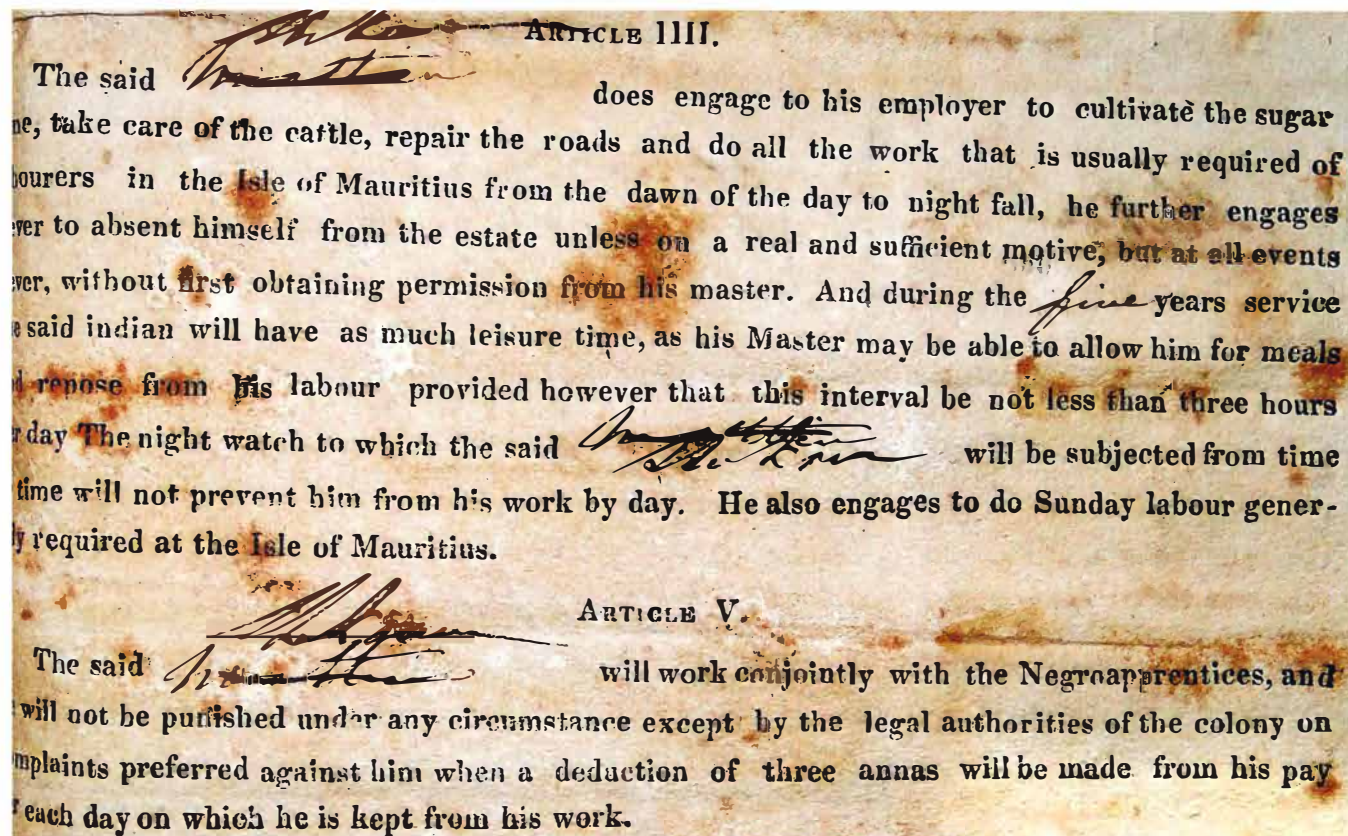 ARTICLE IIII.
The said
does engage to his employer to cultivate the sugar
ne, take care of the cattle, repair the roads and do all the work that is usually required of
bourers in the Isle of Mauritius from the dawn of the day to night fall, he further engages
ver to absent himself from the estate unless on a real and sufficient motive, but at all events
ver, without first obtaining permission from his master. And during the five years service
e said indian will have as much leisure time, as his Master may be able to allow him for meals
d repose from his labour provided however that this interval be not less than three hours
r day The night watch to which the said will be subjected from time
time will not prevent him from his work by day. He also engages to do Sunday labour gener-
ly required at the Isle of Mauritius.
ARTICLE V.
The said will work conjointly with the Negroapprentices, and
will not be punished under any circumstance except by the legal authorities of the colony on
mplaints preferred against him when a deduction of three annas will be made from his pay
r each day on which he is kept from his work.